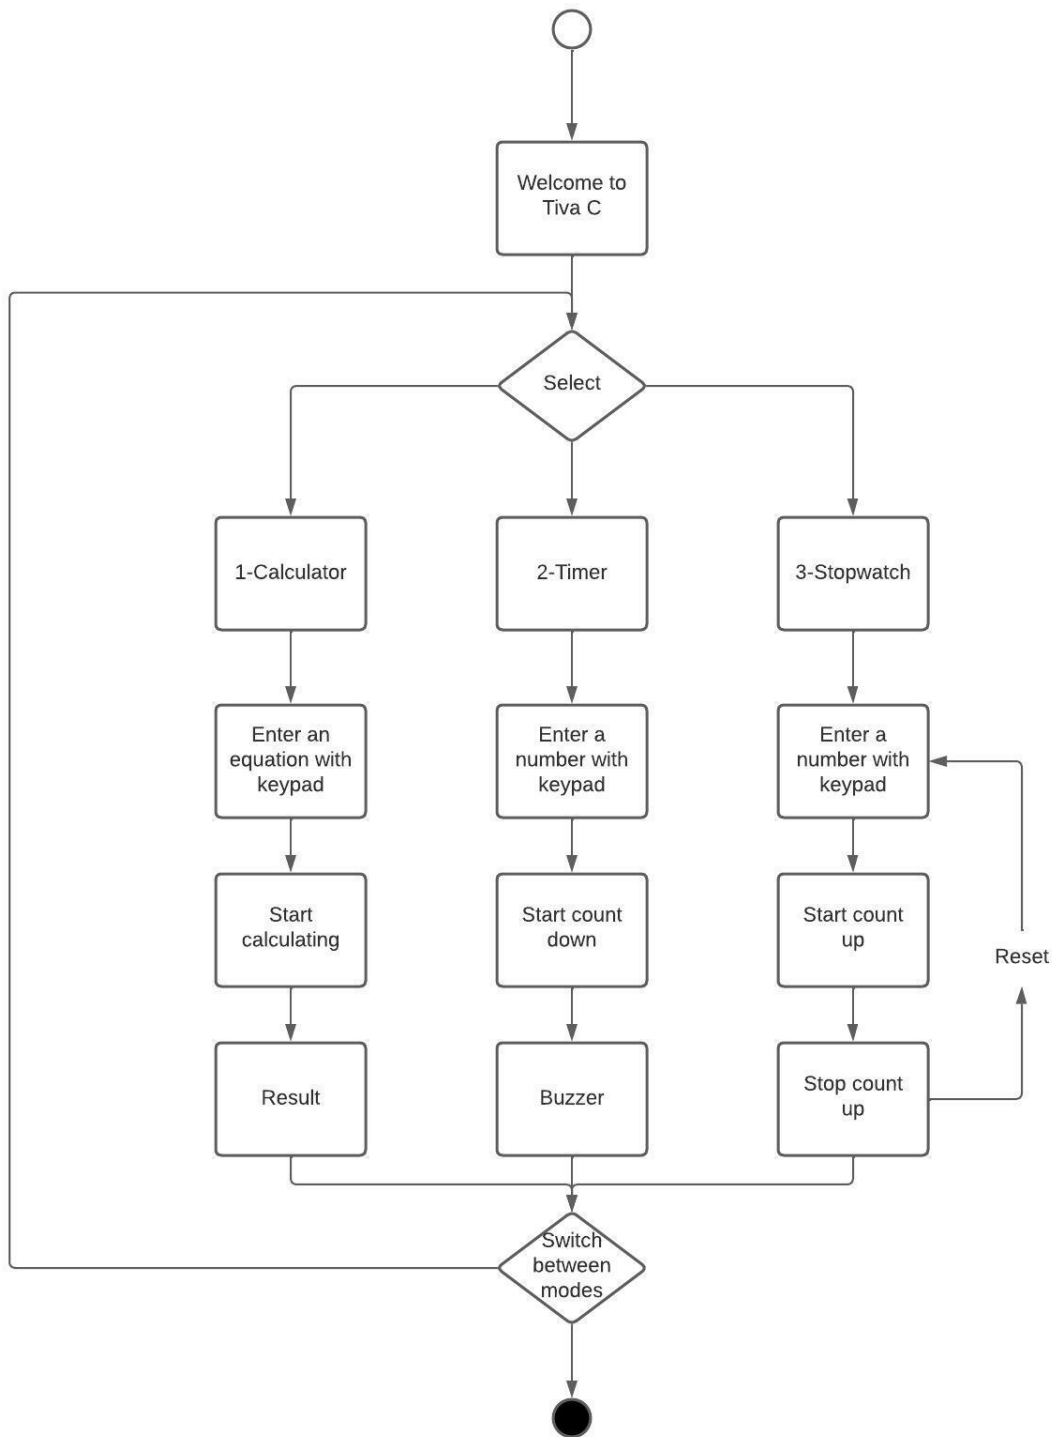 Welcome to
Tiva C
Select
1-Calculator
2-Timer
3-Stopwatch
Enter an
equation with
keypad
Enter a
number with
keypad
Enter a
number with
keypad
Start
calculating
Start count
down
Start count
up
Reset
Result
Buzzer
Stop count
up
Switch
between
modes